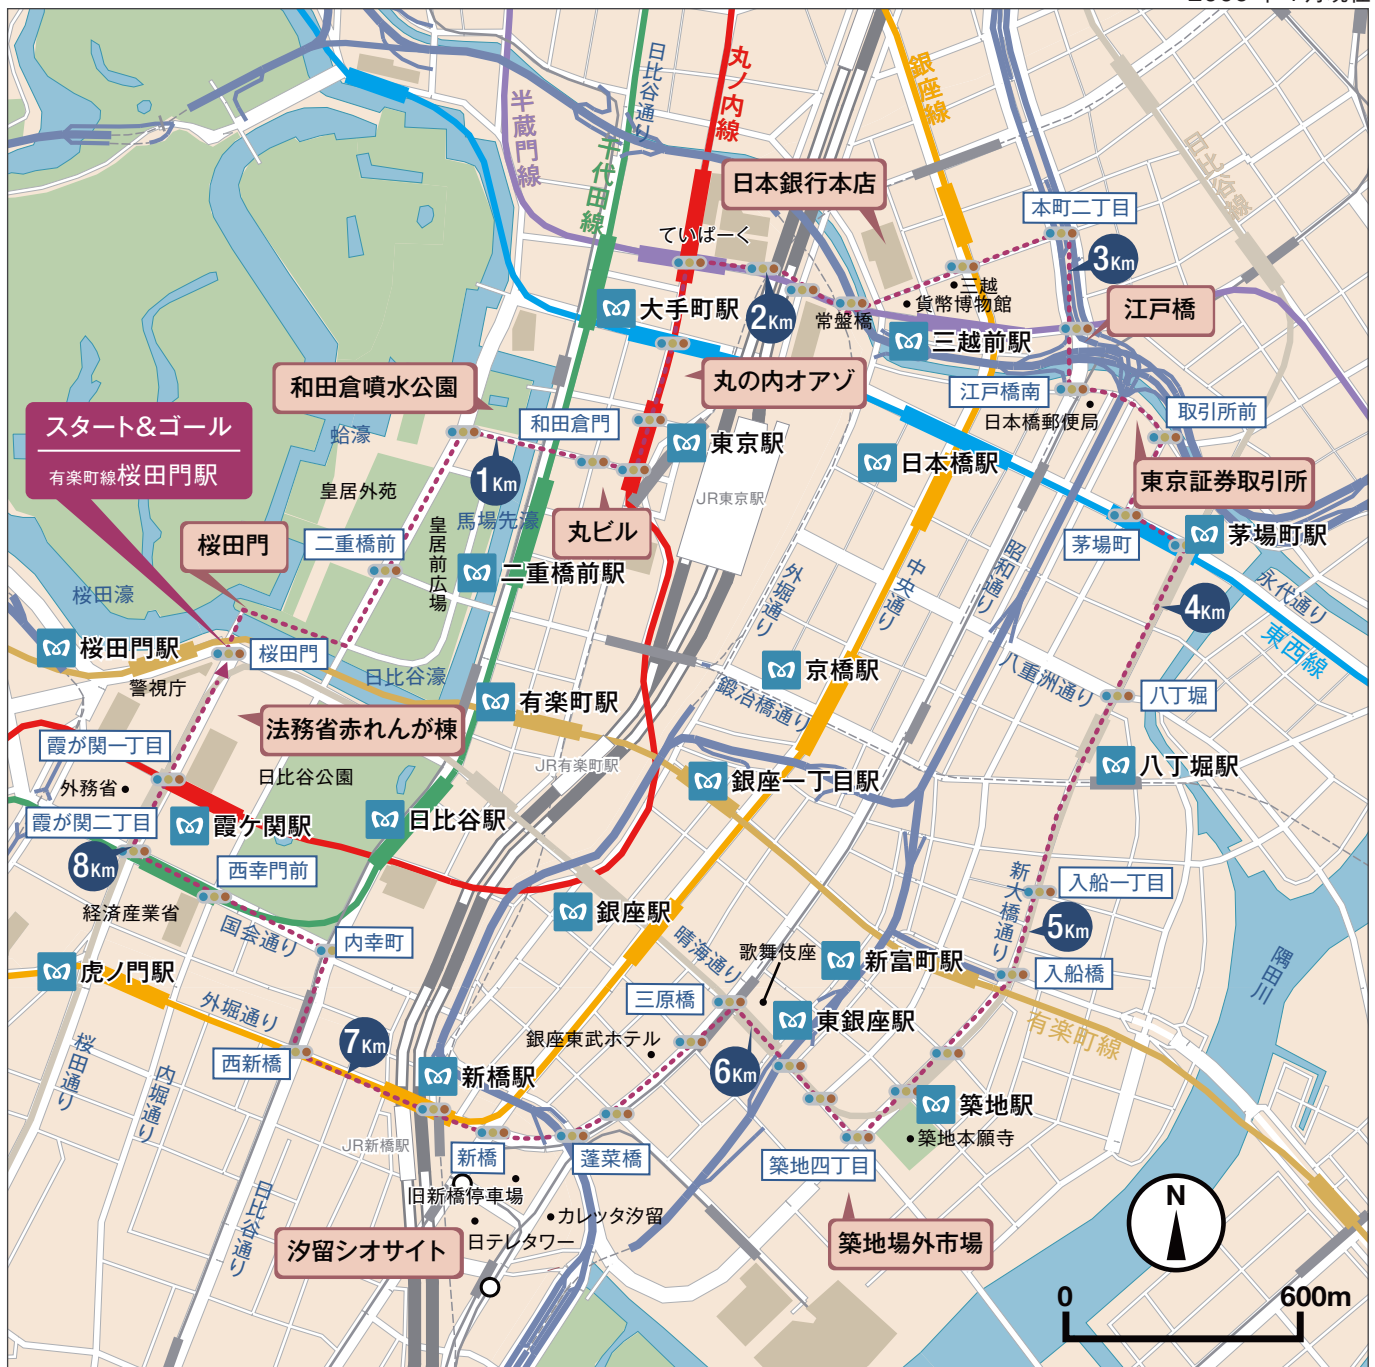 半蔵門線
千代田線
日比谷通り
丸ノ内線
銀座線
日比谷線
日本銀行本店
本町二丁目
ていぱーく
3Km
三越
貨幣博物館
江戸橋
大手町駅
2Km
常盤橋
三越前駅
和田倉噴水公園
丸の内オアゾ
江戸橋南
日本橋郵便局
取引所前
スタート&ゴール
有楽町線桜田門駅
蛤濠
和田倉門
東京駅
日本橋駅
東京証券取引所
1Km
皇居外苑
JR東京駅
馬場先濠
皇居前広場
桜田門
二重橋前
丸ビル
茅場町
茅場町駅
二重橋前駅
外堀通り
中央通り
昭和通り
永代通り
東西線
4Km
桜田濠
桜田門駅
桜田門
警視庁
日比谷濠
有楽町駅
京橋駅
鍛冶橋通り
八重洲通り
八丁堀
法務省赤れんが棟
霞が関一丁目
外務省
日比谷公園
JR有楽町駅
銀座一丁目駅
八丁堀駅
霞が関二丁目
霞ケ関駅
日比谷駅
8Km
西幸門前
経済産業省
国会通り
内幸町
銀座駅
晴海通り
歌舞伎座
新富町駅
新大橋通り
入船一丁目
5Km
入船橋
隅田川
虎ノ門駅
外堀通り
三原橋
東銀座駅
有楽町線
桜田通り
内堀通り
西新橋
7Km
新橋駅
銀座東武ホテル
6Km
築地駅
築地本願寺
JR新橋駅
新橋
蓬莱橋
築地四丁目
旧新橋停車場
カレッタ汐留
日テレタワー
日比谷通り
汐留シオサイト
築地場外市場
N
0
600m